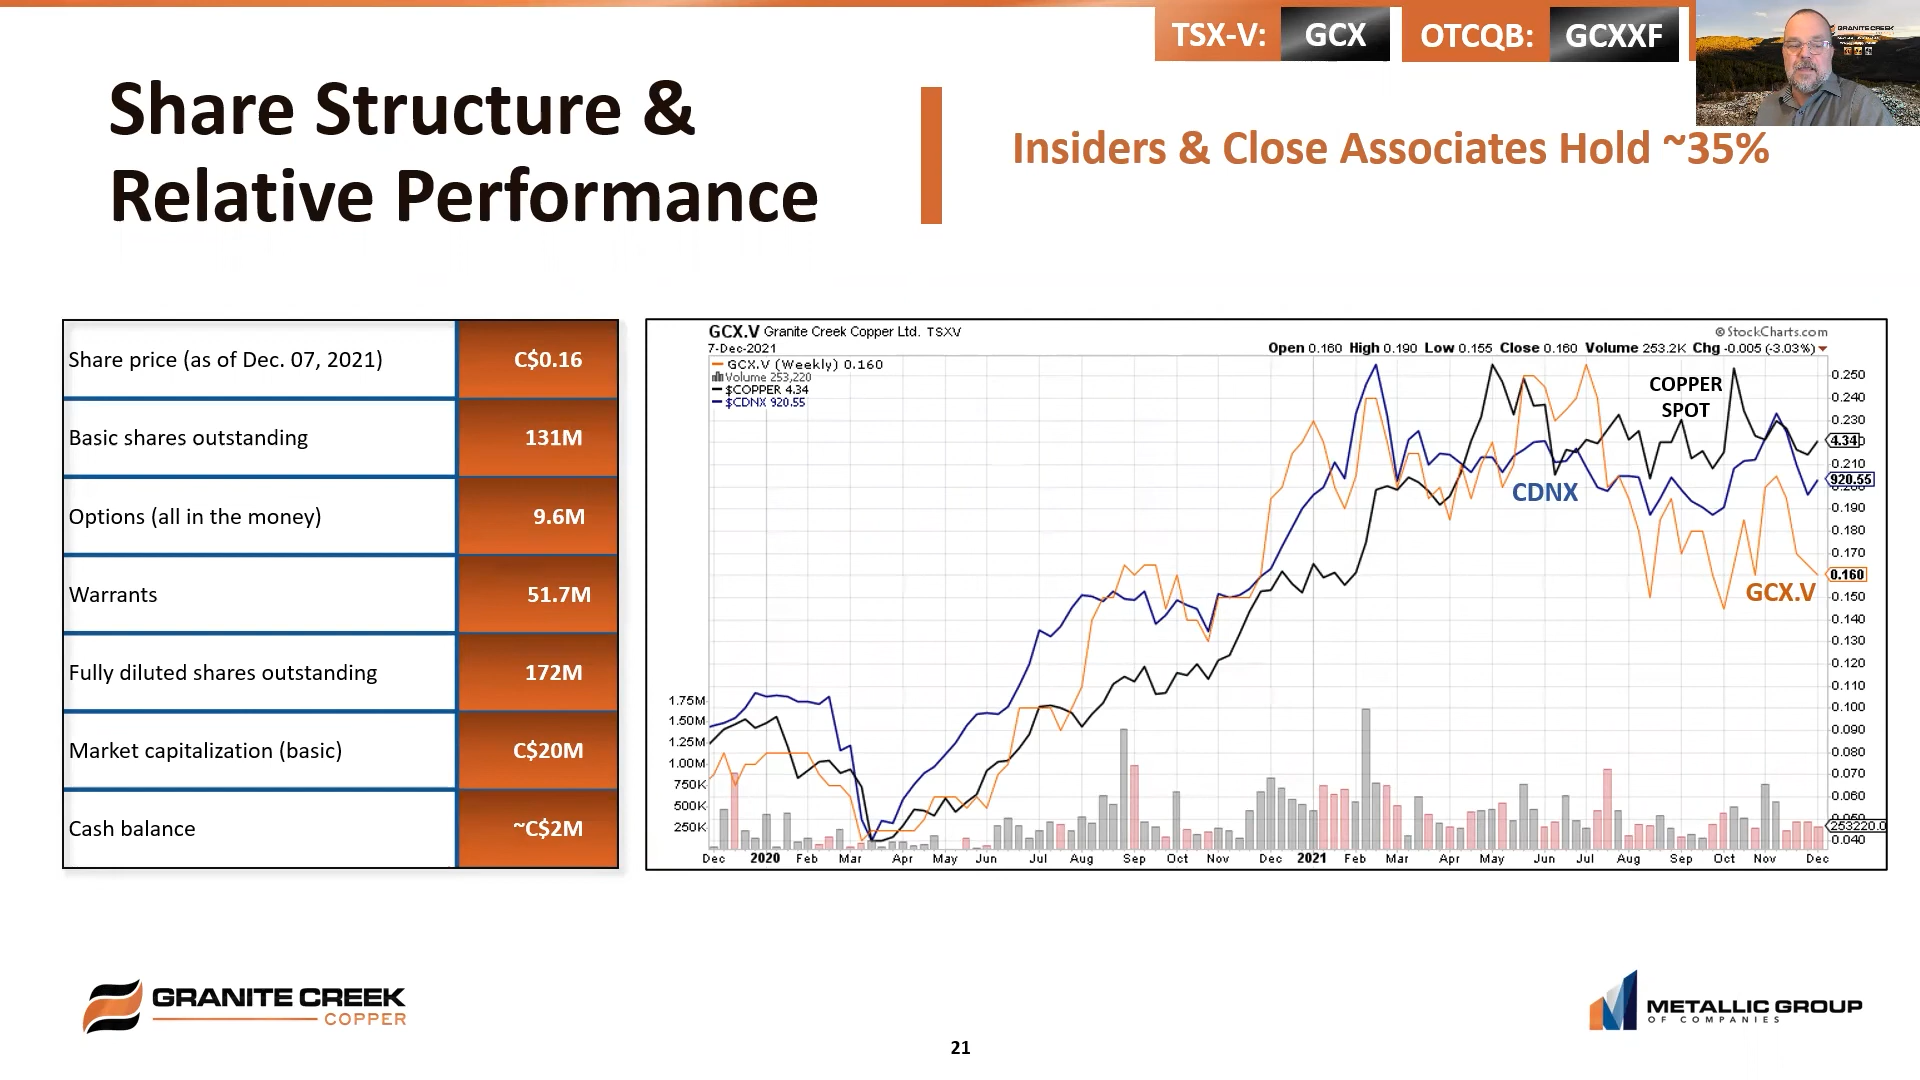 TSX-V: GCX OTCQB: GCXXF
GRANITE CREEK
Share Structure &
Relative Performance
Insiders & Close Associates Hold ~35%
Share price (as of Dec. 07, 2021) C$0.16
Basic shares outstanding 131M
Options (all in the money) 9.6M
Warrants 51.7M
Fully diluted shares outstanding 172M
Market capitalization (basic) C$20M
Cash balance ~C$2M
GCX.V Granite Creek Copper Ltd. TSXV
© StockCharts.com
7-Dec-2021
Open 0.160 High 0.190 Low 0.155 Close 0.160 Volume 253.2K Chg -0.005 (-3.03%)
GCX.V (Weekly) 0.160
Volume 253,220
$COPPER 4.34
$CDNX 920.55
COPPER
SPOT
CDNX
GCX.V
0.250
0.240
0.230
4.34
0.210
920.55
0.190
0.180
0.170
0.160
0.150
0.140
0.130
0.120
0.110
0.100
0.090
0.080
0.070
0.060
253220.0
0.040
1.75M
1.50M
1.25M
1.00M
750K
500K
250K
Dec 2020 Feb Mar Apr May Jun Jul Aug Sep Oct Nov Dec 2021 Feb Mar Apr May Jun Jul Aug Sep Oct Nov Dec
GRANITE CREEK
COPPER
METALLIC GROUP
OF COMPANIES
21